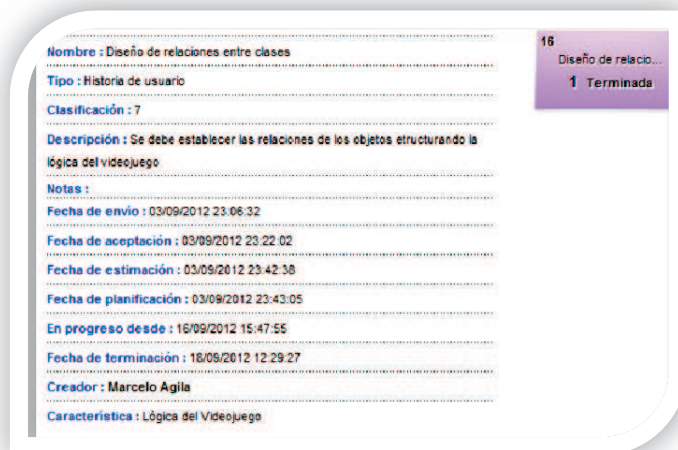 Nombre : Diseño de relaciones entre clases
Tipo : Historia de usuario
Clasificación : 7
Descripción : Se debe establecer las relaciones de los objetos etructurando la
lógica del videojuego
Notas :
Fecha de envío : 03/09/2012 23:06:32
Fecha de aceptación : 03/09/2012 23:22:02
Fecha de estimación : 03/09/2012 23:42:38
Fecha de planificación : 03/09/2012 23:43:05
En progreso desde : 16/09/2012 15:47:55
Fecha de terminación : 18/09/2012 12:29:27
Creador : Marcelo Agila
Característica : Lógica del Videojuego
16
Diseño de relacio...
1 Terminada